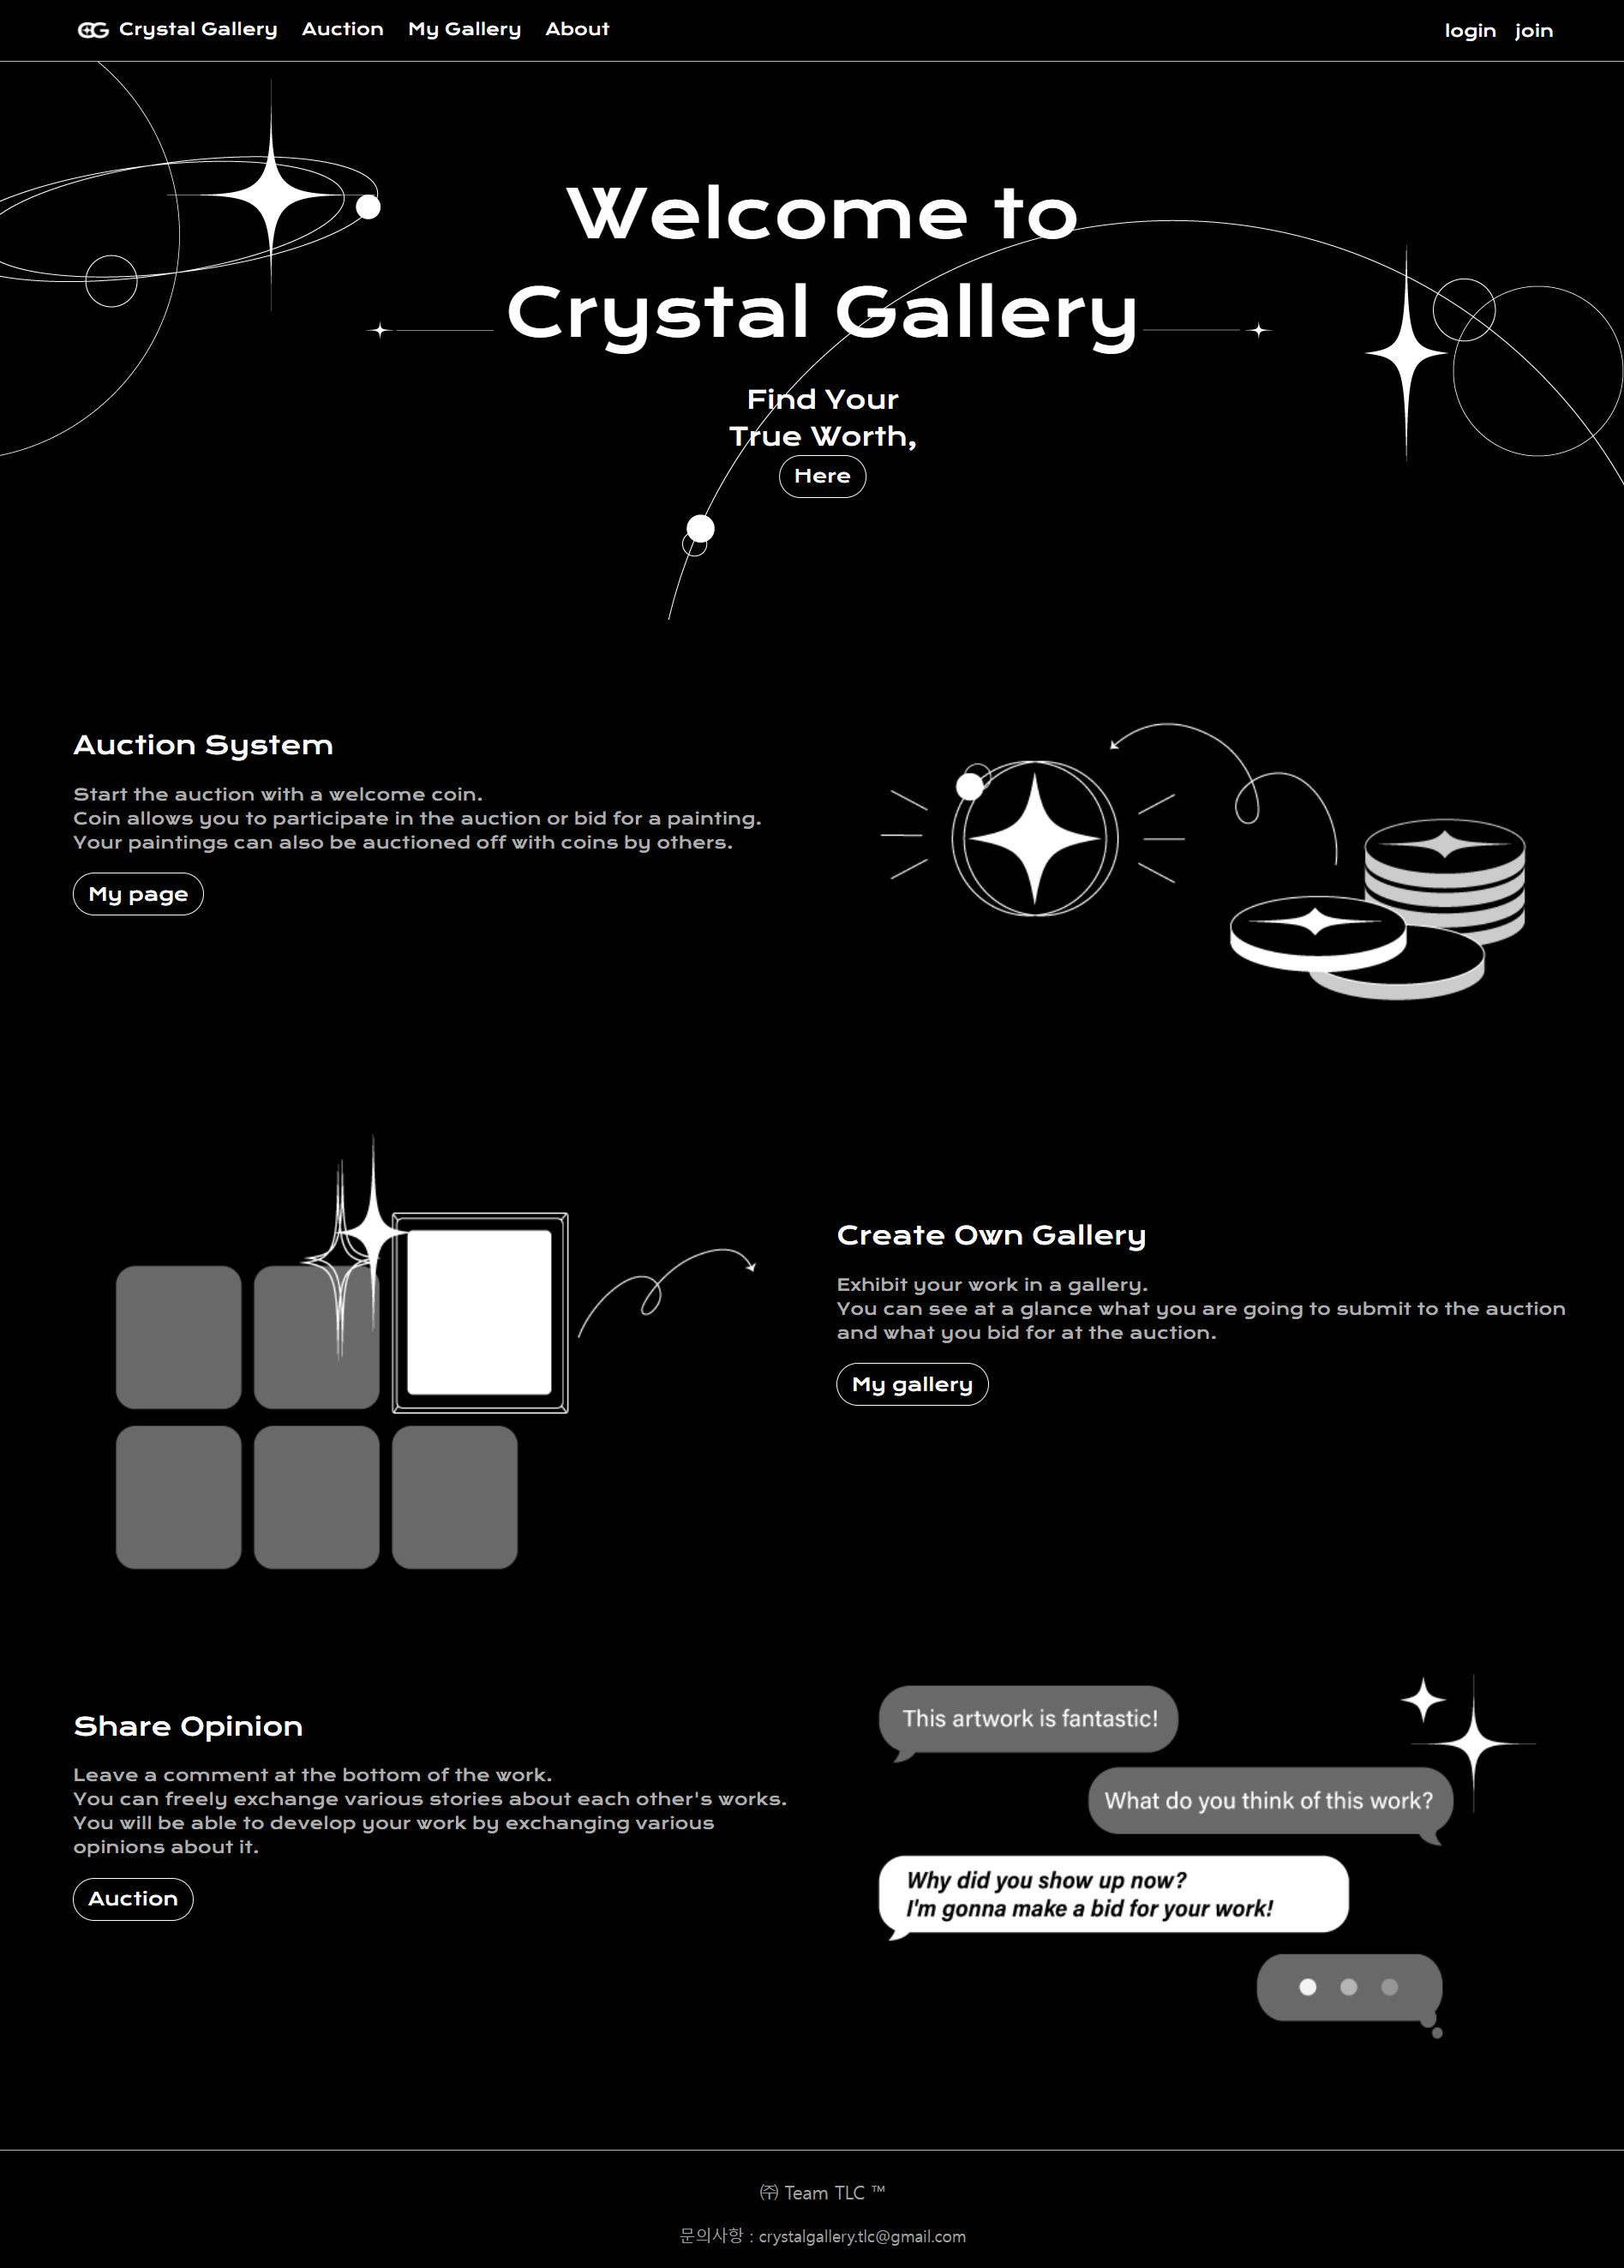 CG Crystal Gallery Auction My Gallery About login join
Welcome to
Crystal Gallery
Find Your
True Worth,
Here
Auction System
Start the auction with a welcome coin.
Coin allows you to participate in the auction or bid for a painting.
Your paintings can also be auctioned off with coins by others.
My page
Create Own Gallery
Exhibit your work in a gallery.
You can see at a glance what you are going to submit to the auction
and what you bid for at the auction.
My gallery
Share Opinion
Leave a comment at the bottom of the work.
You can freely exchange various stories about each other's works.
You will be able to develop your work by exchanging various
opinions about it.
Auction
This artwork is fantastic!
What do you think of this work?
Why did you show up now?
I'm gonna make a bid for your work!
㈜ Team TLC ™
문의사항 : crystalgallery.tlc@gmail.com